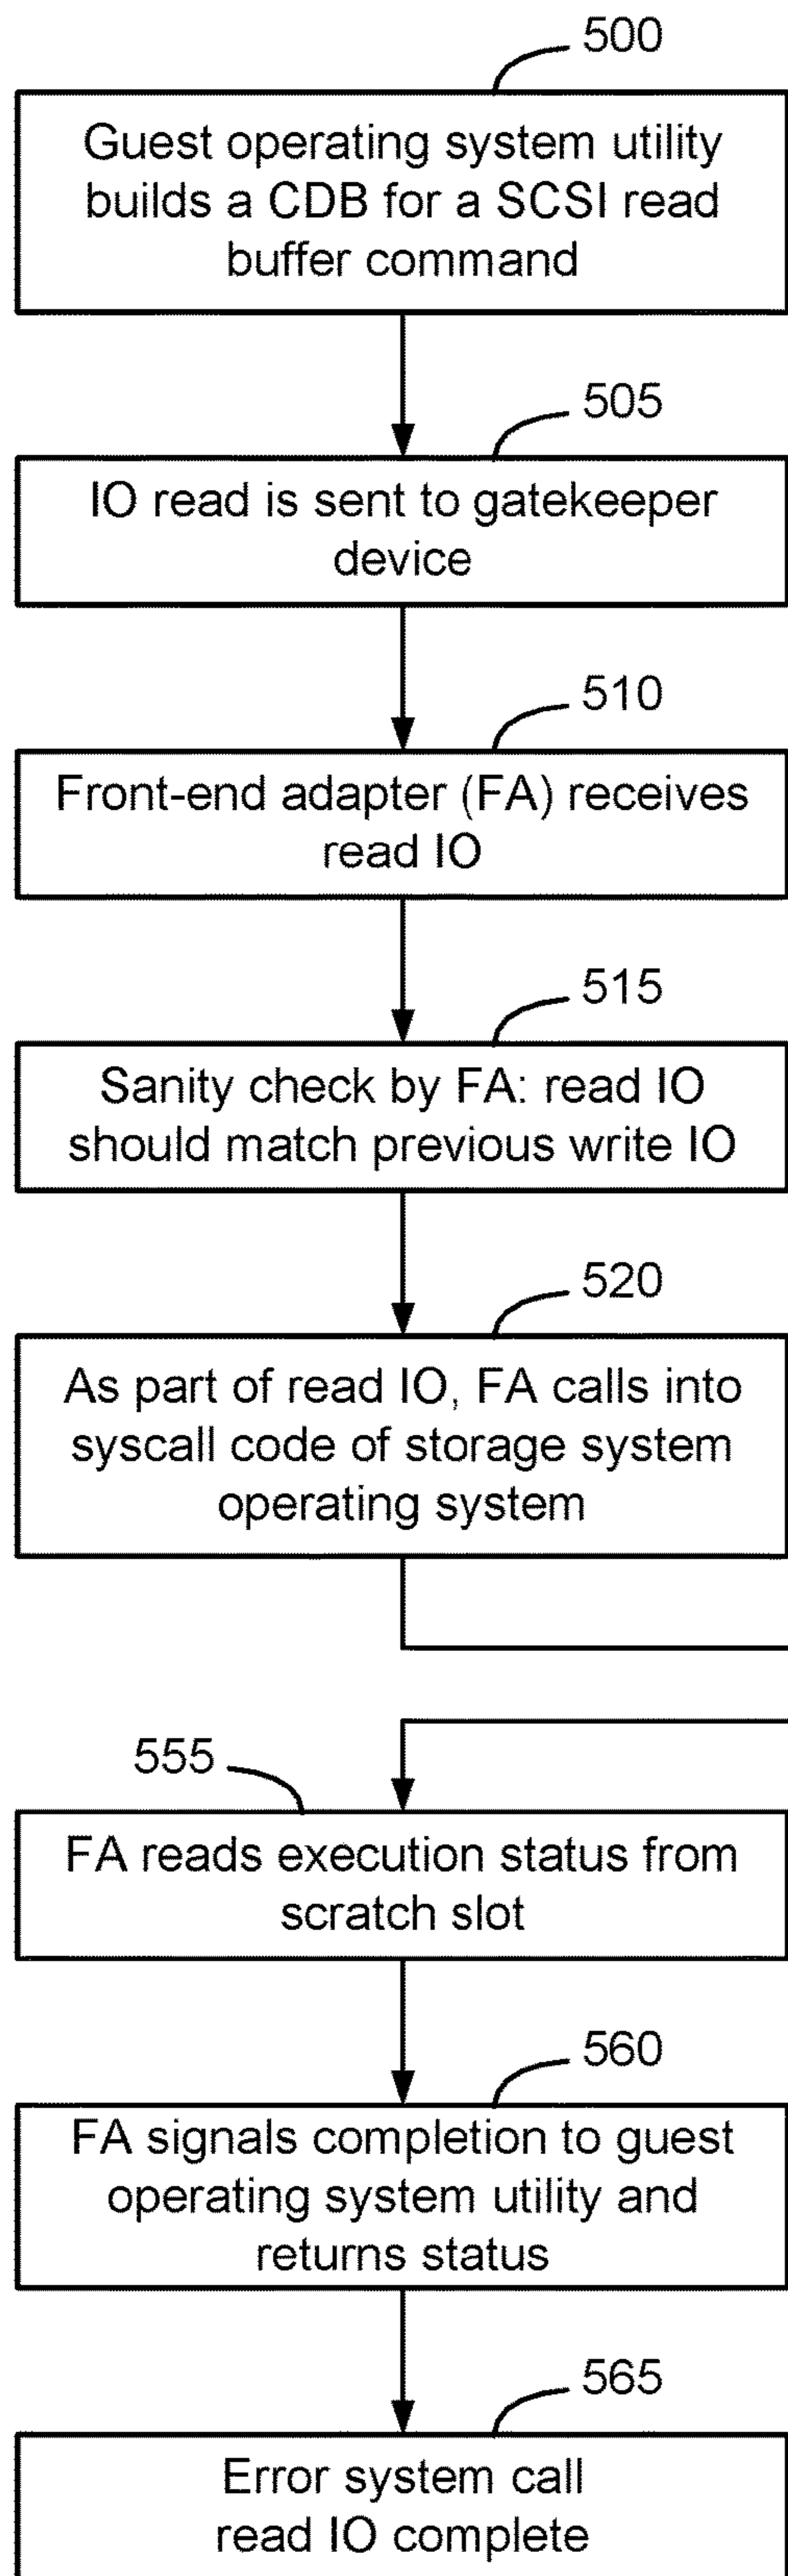 500
Guest operating system utility
builds a CDB for a SCSI read
buffer command
505
IO read is sent to gatekeeper
device
510
Front-end adapter (FA) receives
read IO
515
Sanity check by FA: read IO
should match previous write IO
520
As part of read IO, FA calls into
syscall code of storage system
operating system
555
FA reads execution status from
scratch slot
560
FA signals completion to guest
operating system utility and
returns status
565
Error system call
read IO complete